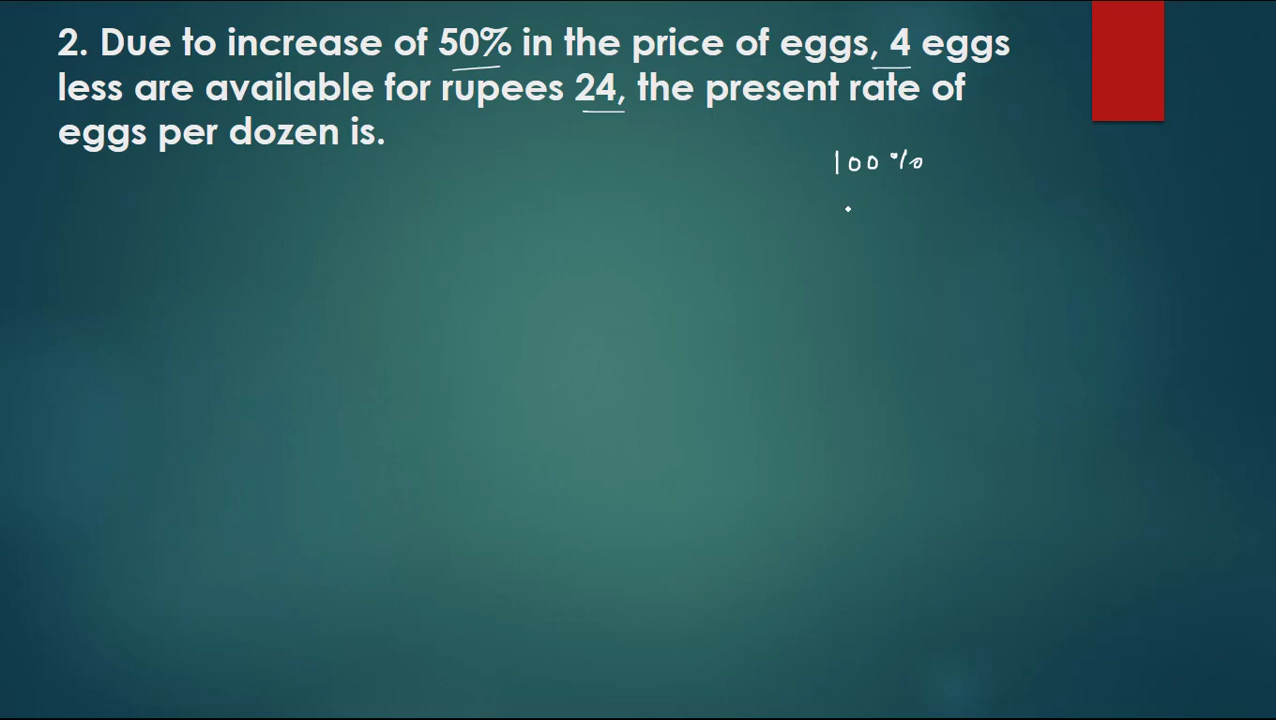 2. Due to increase of 50% in the price of eggs, 4 eggs
less are available for rupees 24, the present rate of
eggs per dozen is.
100%